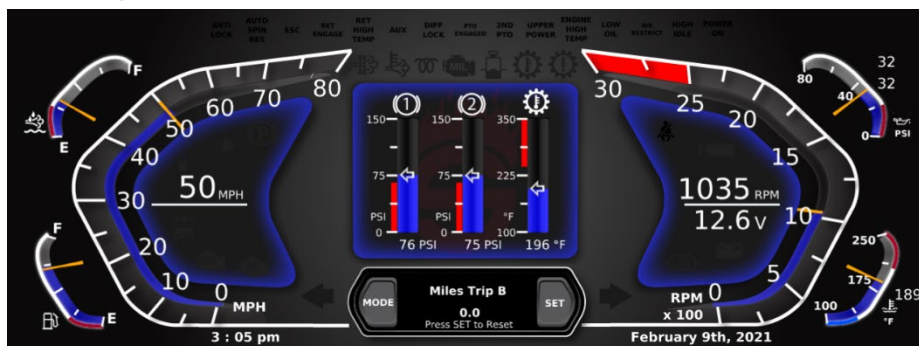 ANTI LOCK
AUTO SPIN RES
ESC
RET ENGAGE
RET HIGH TEMP
AUX
DIFF LOCK
PTO ENGAGED
2ND PTO
UPPER POWER
ENGINE HIGH TEMP
LOW OIL
AIR RESTRICT
HIGH IDLE
POWER ON
F
E
F
E
80
70
60
50
40
30
20
10
0
MPH
50 MPH
3 : 05 pm
1
2
150
75
PSI
0
76 PSI
150
75
PSI
0
75 PSI
350
225
°F
100
196 °F
MODE
Miles Trip B
0.0
Press SET to Reset
SET
30
25
20
15
10
5
0
RPM
x 100
1035 RPM
12.6 V
February 9th, 2021
80
40
0
32
32
PSI
250
175
100
189
°F